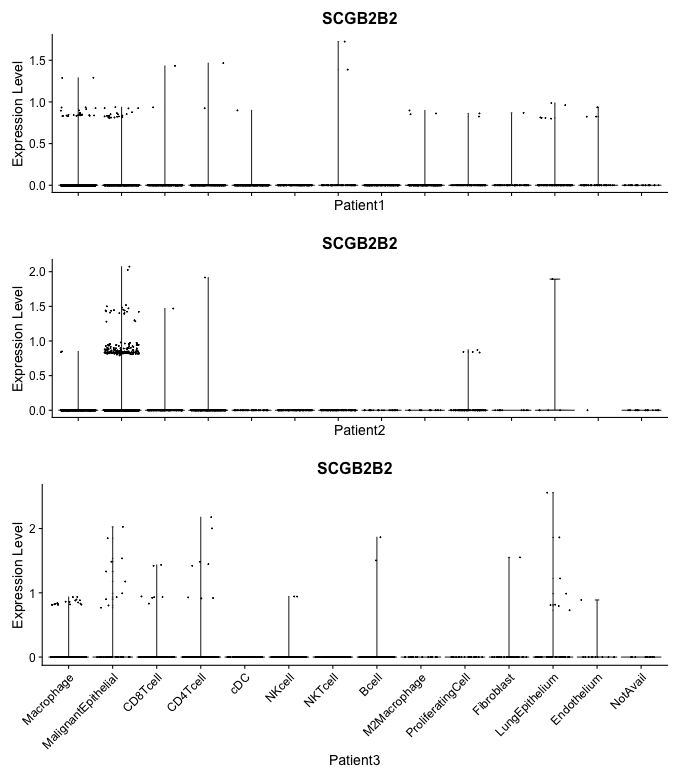 SCGB2B2
Expression Level
1.5
1.0
0.5
0.0
Patient1
SCGB2B2
Expression Level
2.0
1.5
1.0
0.5
0.0
Patient2
SCGB2B2
Expression Level
2
1
0
Macrophage
MalignantEpithelial
CD8Tcell
CD4Tcell
cDC
NKcell
NKTcell
Bcell
M2Macrophage
ProliferatingCell
Fibroblast
LungEpithelium
Endothelium
NotAvail
Patient3